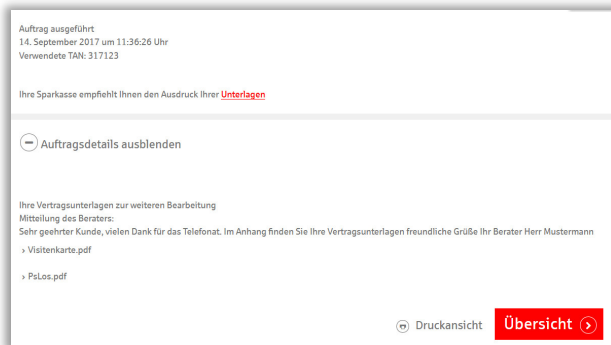 Auftrag ausgeführt
14. September 2017 um 11:36:26 Uhr
Verwendete TAN: 317123
Ihre Sparkasse empfiehlt Ihnen den Ausdruck Ihrer Unterlagen
Auftragsdetails ausblenden
Ihre Vertragsunterlagen zur weiteren Bearbeitung
Mitteilung des Beraters:
Sehr geehrter Kunde, vielen Dank für das Telefonat. Im Anhang finden Sie Ihre Vertragsunterlagen freundliche Grüße Ihr Berater Herr Mustermann
› Visitenkarte.pdf
› PsLos.pdf
Druckansicht Übersicht